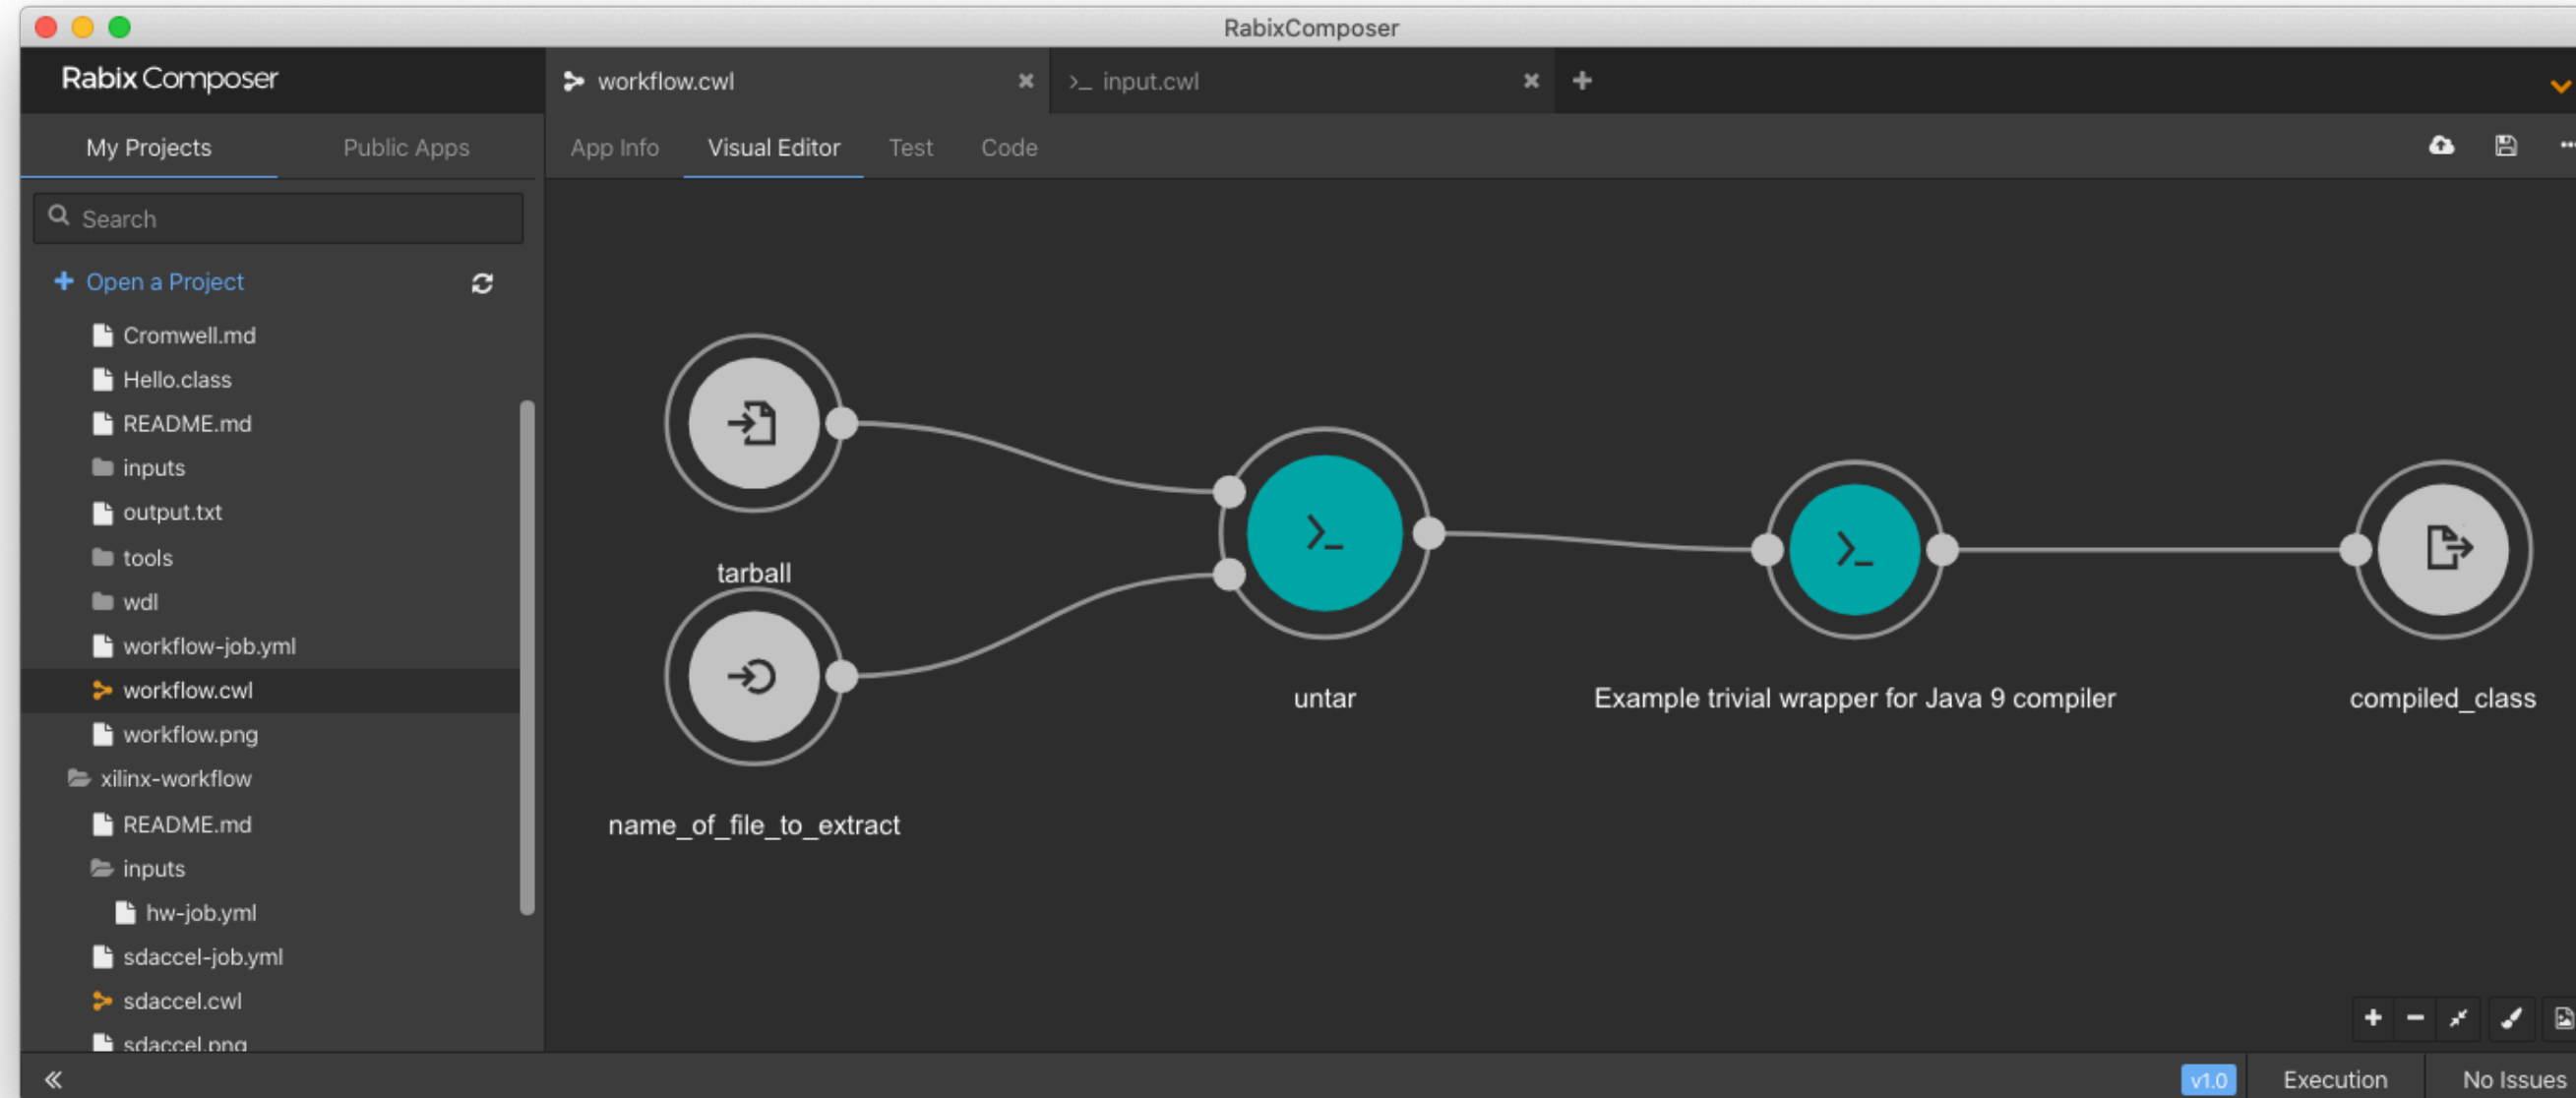 RabixComposer
Rabix Composer
workflow.cwl
>_ input.cwl
My Projects
Public Apps
App Info
Visual Editor
Test
Code
Search
Open a Project
Cromwell.md
Hello.class
README.md
inputs
output.txt
tools
wdl
workflow-job.yml
workflow.cwl
workflow.png
xilinx-workflow
README.md
inputs
hw-job.yml
sdaccel-job.yml
sdaccel.cwl
sdaccel.png
tarball
name_of_file_to_extract
untar
Example trivial wrapper for Java 9 compiler
compiled_class
v1.0
Execution
No Issues